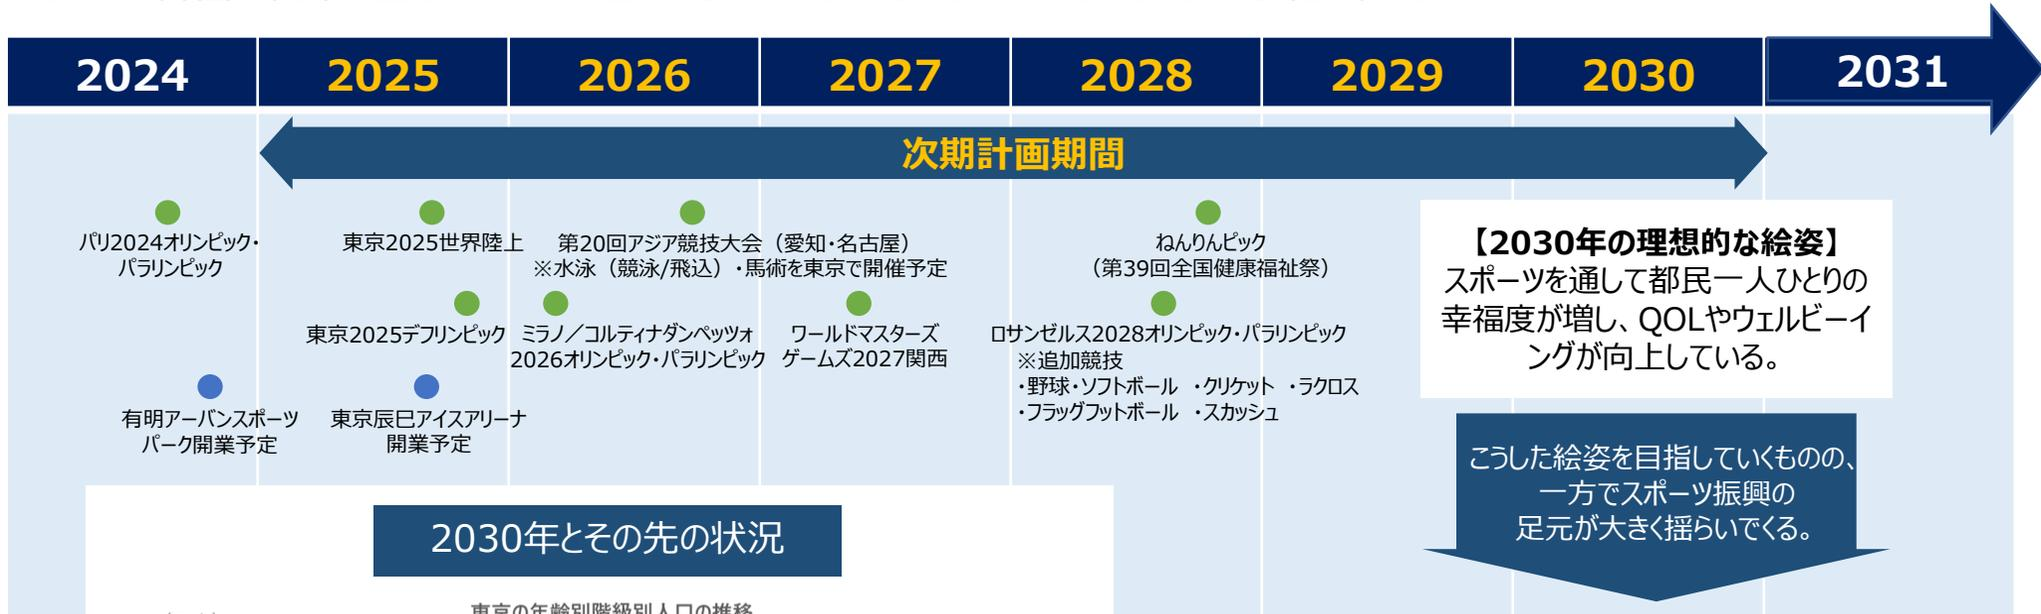 2024 2025 2026 2027 2028 2029 2030 2031
次期計画期間
パリ2024オリンピック・
パラリンピック
東京2025世界陸上
第20回アジア競技大会（愛知・名古屋）
※水泳（競泳/飛込）・馬術を東京で開催予定
ねんりんピック
（第39回全国健康福祉祭）
東京2025デフリンピック
ミラノ／コルティナダンペッツォ
2026オリンピック・パラリンピック
ワールドマスターズ
ゲームズ2027関西
ロサンゼルス2028オリンピック・パラリンピック
※追加競技
・野球・ソフトボール ・クリケット ・ラクロス
・フラッグフットボール ・スカッシュ
有明アーバンスポーツ
パーク開業予定
東京辰巳アイスアリーナ
開業予定
【2030年の理想的な絵姿】
スポーツを通して都民一人ひとりの
幸福度が増し、QOLやウェルビーイ
ングが向上している。
こうした絵姿を目指していくものの、
一方でスポーツ振興の
足元が大きく揺らいでくる。
2030年とその先の状況
東京の年齢別階級別人口の推移